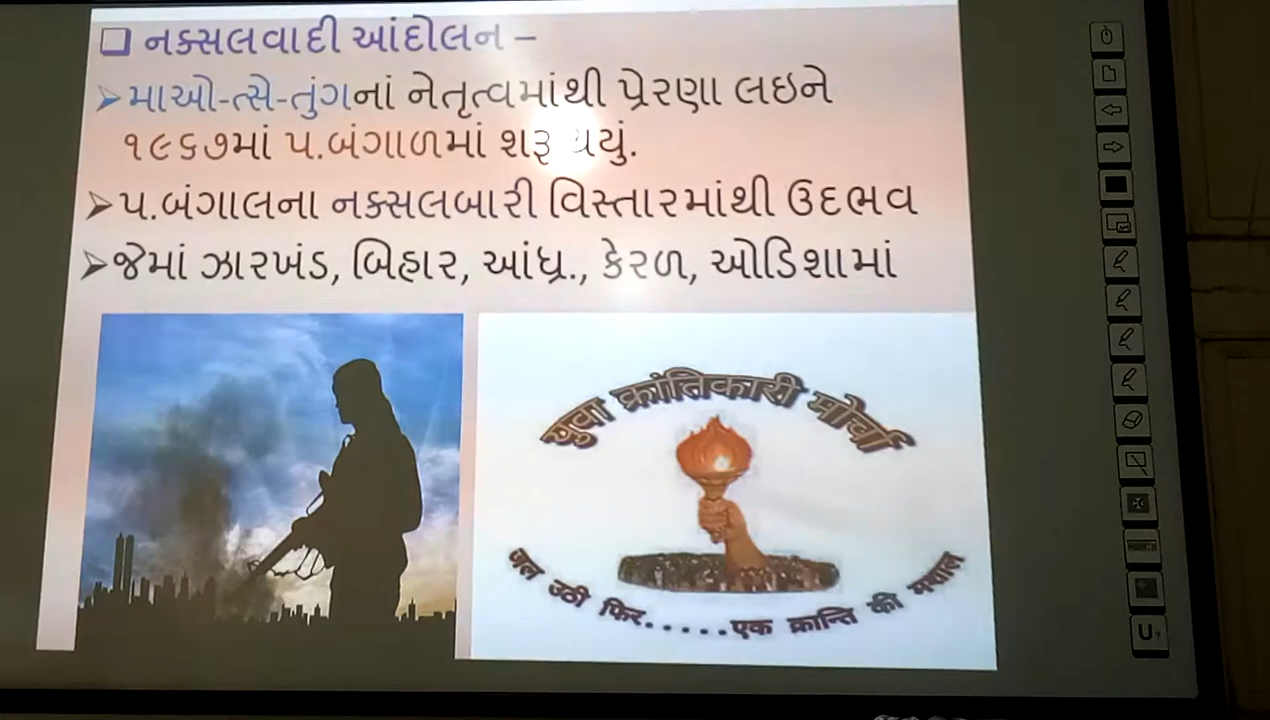 ❑ નક્સલવાદી આંદોલન –
➢ માઓ-ત્સે-તુંગનાં નેતૃત્વમાંથી પ્રેરણા લઇને
૧૯૬૭માં પ.બંગાળમાં શરૂ થયું.
➢ પ.બંગાલના નક્સલબારી વિસ્તારમાંથી ઉદભવ
➢ જેમાં ઝારખંડ, બિહાર, આંધ્ર., કેરળ, ઓડિશામાં
युवा क्रांतिकारी मोर्चा
जल उठी फिर.....एक क्रान्ति की मशाल